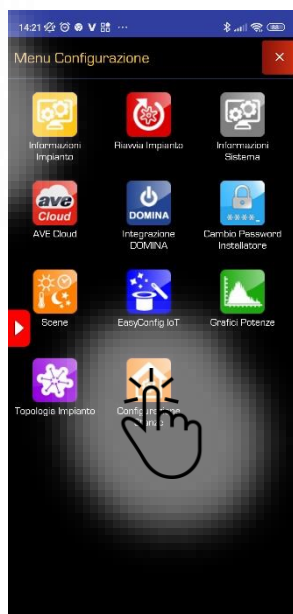 14:21 V ...
Menu Configurazione ×
Informazioni
Impianto
Riavvia Impianto
Informazioni
Sistema
ave
Cloud
AVE Cloud
DOMINA
Integrazione
DOMINA
****_
Cambio Password
Installatore
Scene
EasyConfig IoT
Grafici Potenze
Topologia Impianto
Configurazione